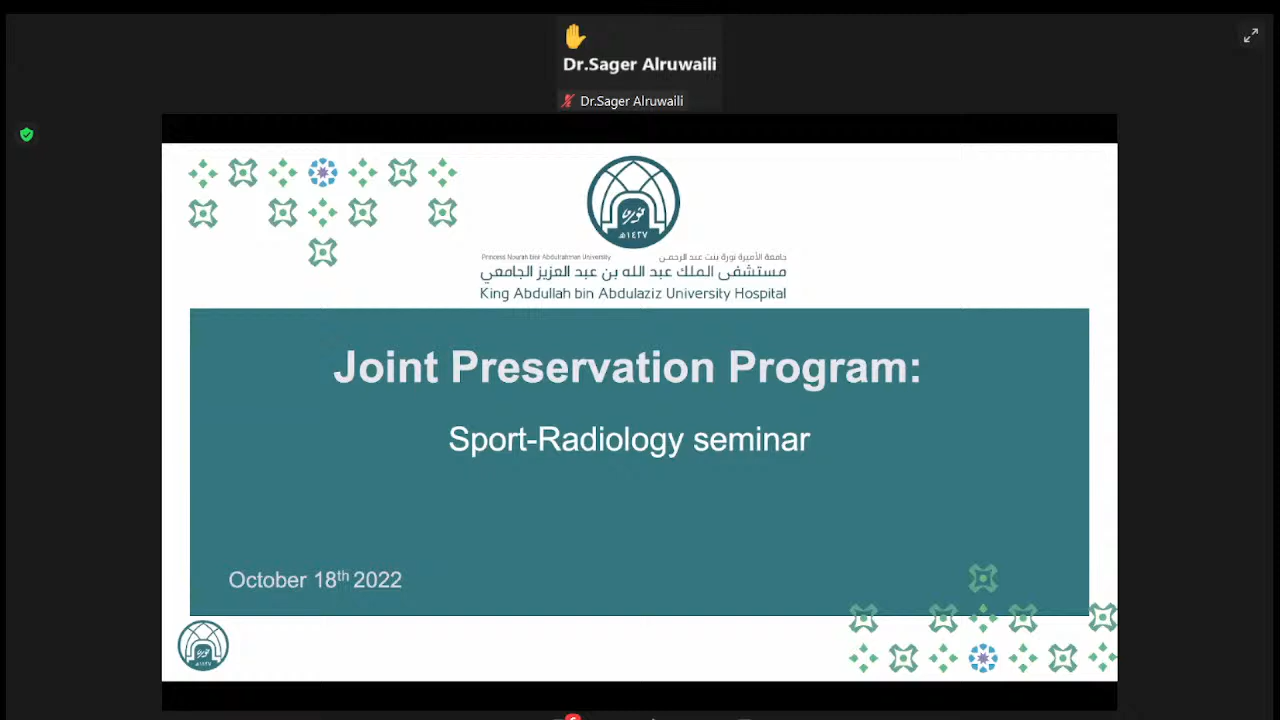 Dr.Sager Alruwaili
Dr.Sager Alruwaili
١٤٣٧هـ
Princess Nourah bint Abdulrahman University
جامعة الأميرة نورة بنت عبد الرحمن
مستشفى الملك عبد الله بن عبد العزيز الجامعي
King Abdullah bin Abdulaziz University Hospital
Joint Preservation Program:
Sport-Radiology seminar
October 18th 2022